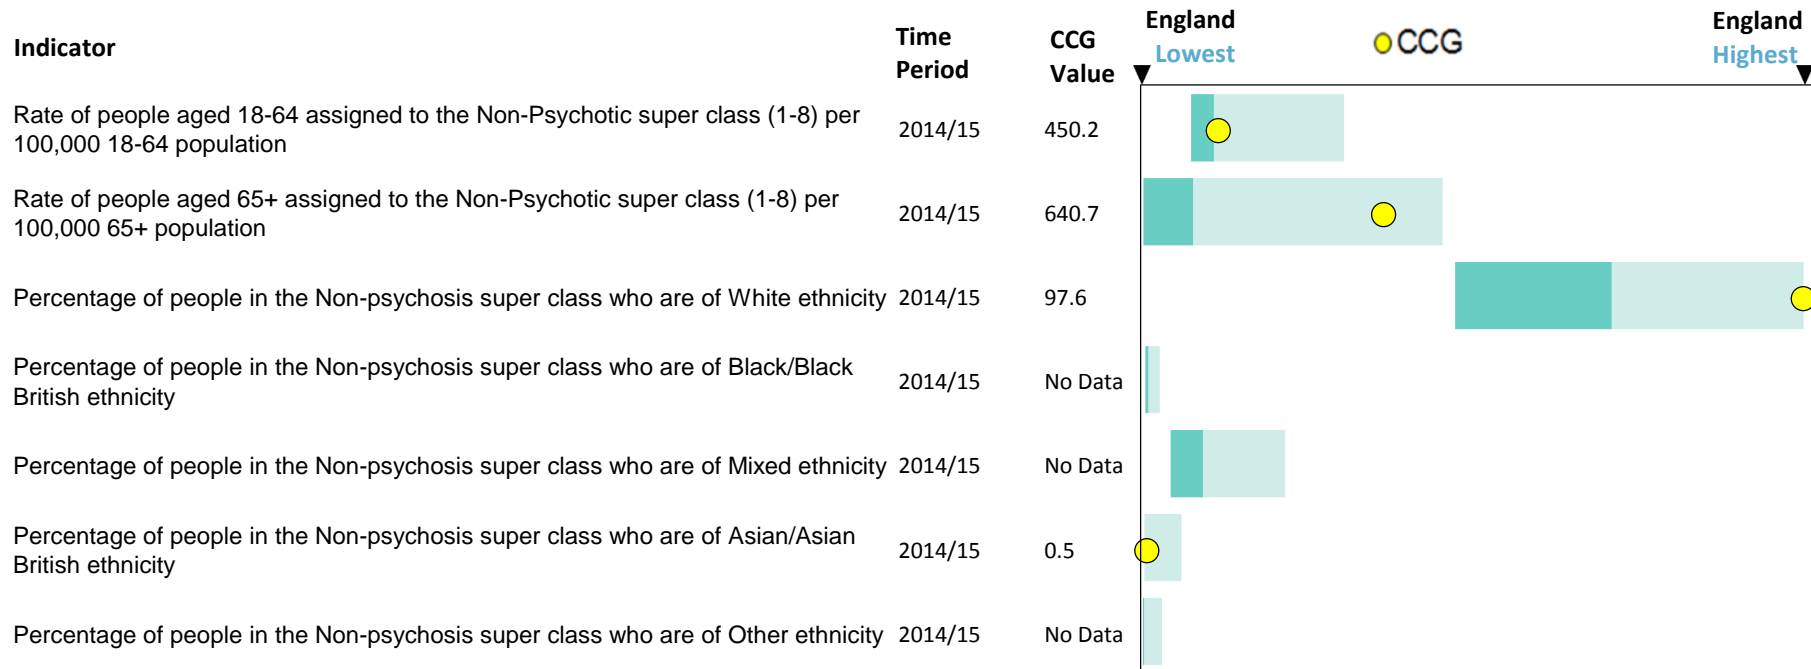 Indicator
Time Period
CCG Value
England Lowest
CCG
England Highest
Rate of people aged 18-64 assigned to the Non-Psychotic super class (1-8) per
100,000 18-64 population
2014/15
450.2
Rate of people aged 65+ assigned to the Non-Psychotic super class (1-8) per
100,000 65+ population
2014/15
640.7
Percentage of people in the Non-psychosis super class who are of White ethnicity
2014/15
97.6
Percentage of people in the Non-psychosis super class who are of Black/Black
British ethnicity
2014/15
No Data
Percentage of people in the Non-psychosis super class who are of Mixed ethnicity
2014/15
No Data
Percentage of people in the Non-psychosis super class who are of Asian/Asian
British ethnicity
2014/15
0.5
Percentage of people in the Non-psychosis super class who are of Other ethnicity
2014/15
No Data